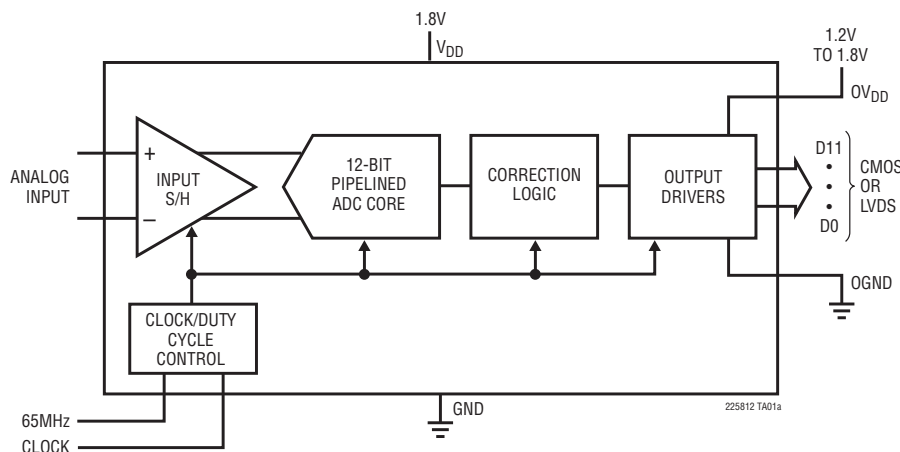 1.8V
VDD
1.2V
TO 1.8V
OVDD
ANALOG
INPUT
+
−
INPUT
S/H
12-BIT
PIPELINED
ADC CORE
CORRECTION
LOGIC
OUTPUT
DRIVERS
D11
•
•
•
D0
CMOS
OR
LVDS
OGND
CLOCK/DUTY
CYCLE
CONTROL
65MHz
CLOCK
GND
225812 TA01a